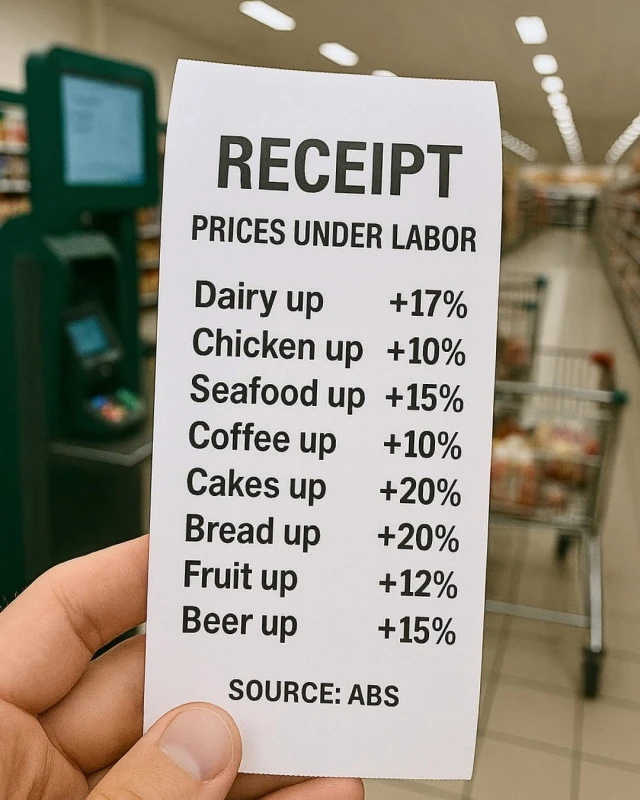 RECEIPT
PRICES UNDER LABOR
Dairy up +17%
Chicken up +10%
Seafood up +15%
Coffee up +10%
Cakes up +20%
Bread up +20%
Fruit up +12%
Beer up +15%
SOURCE: ABS